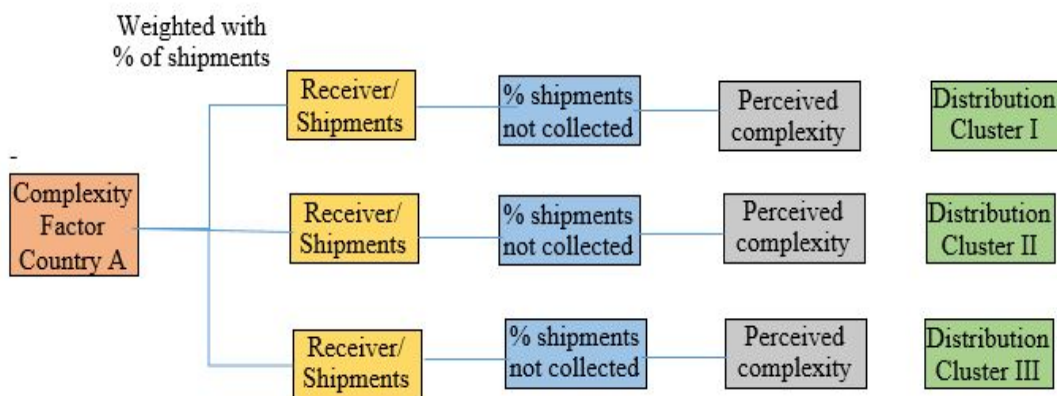 Weighted with
% of shipments
Receiver/
Shipments
% shipments
not collected
Perceived
complexity
Distribution
Cluster I
-
Complexity
Factor
Country A
Receiver/
Shipments
% shipments
not collected
Perceived
complexity
Distribution
Cluster II
Receiver/
Shipments
% shipments
not collected
Perceived
complexity
Distribution
Cluster III